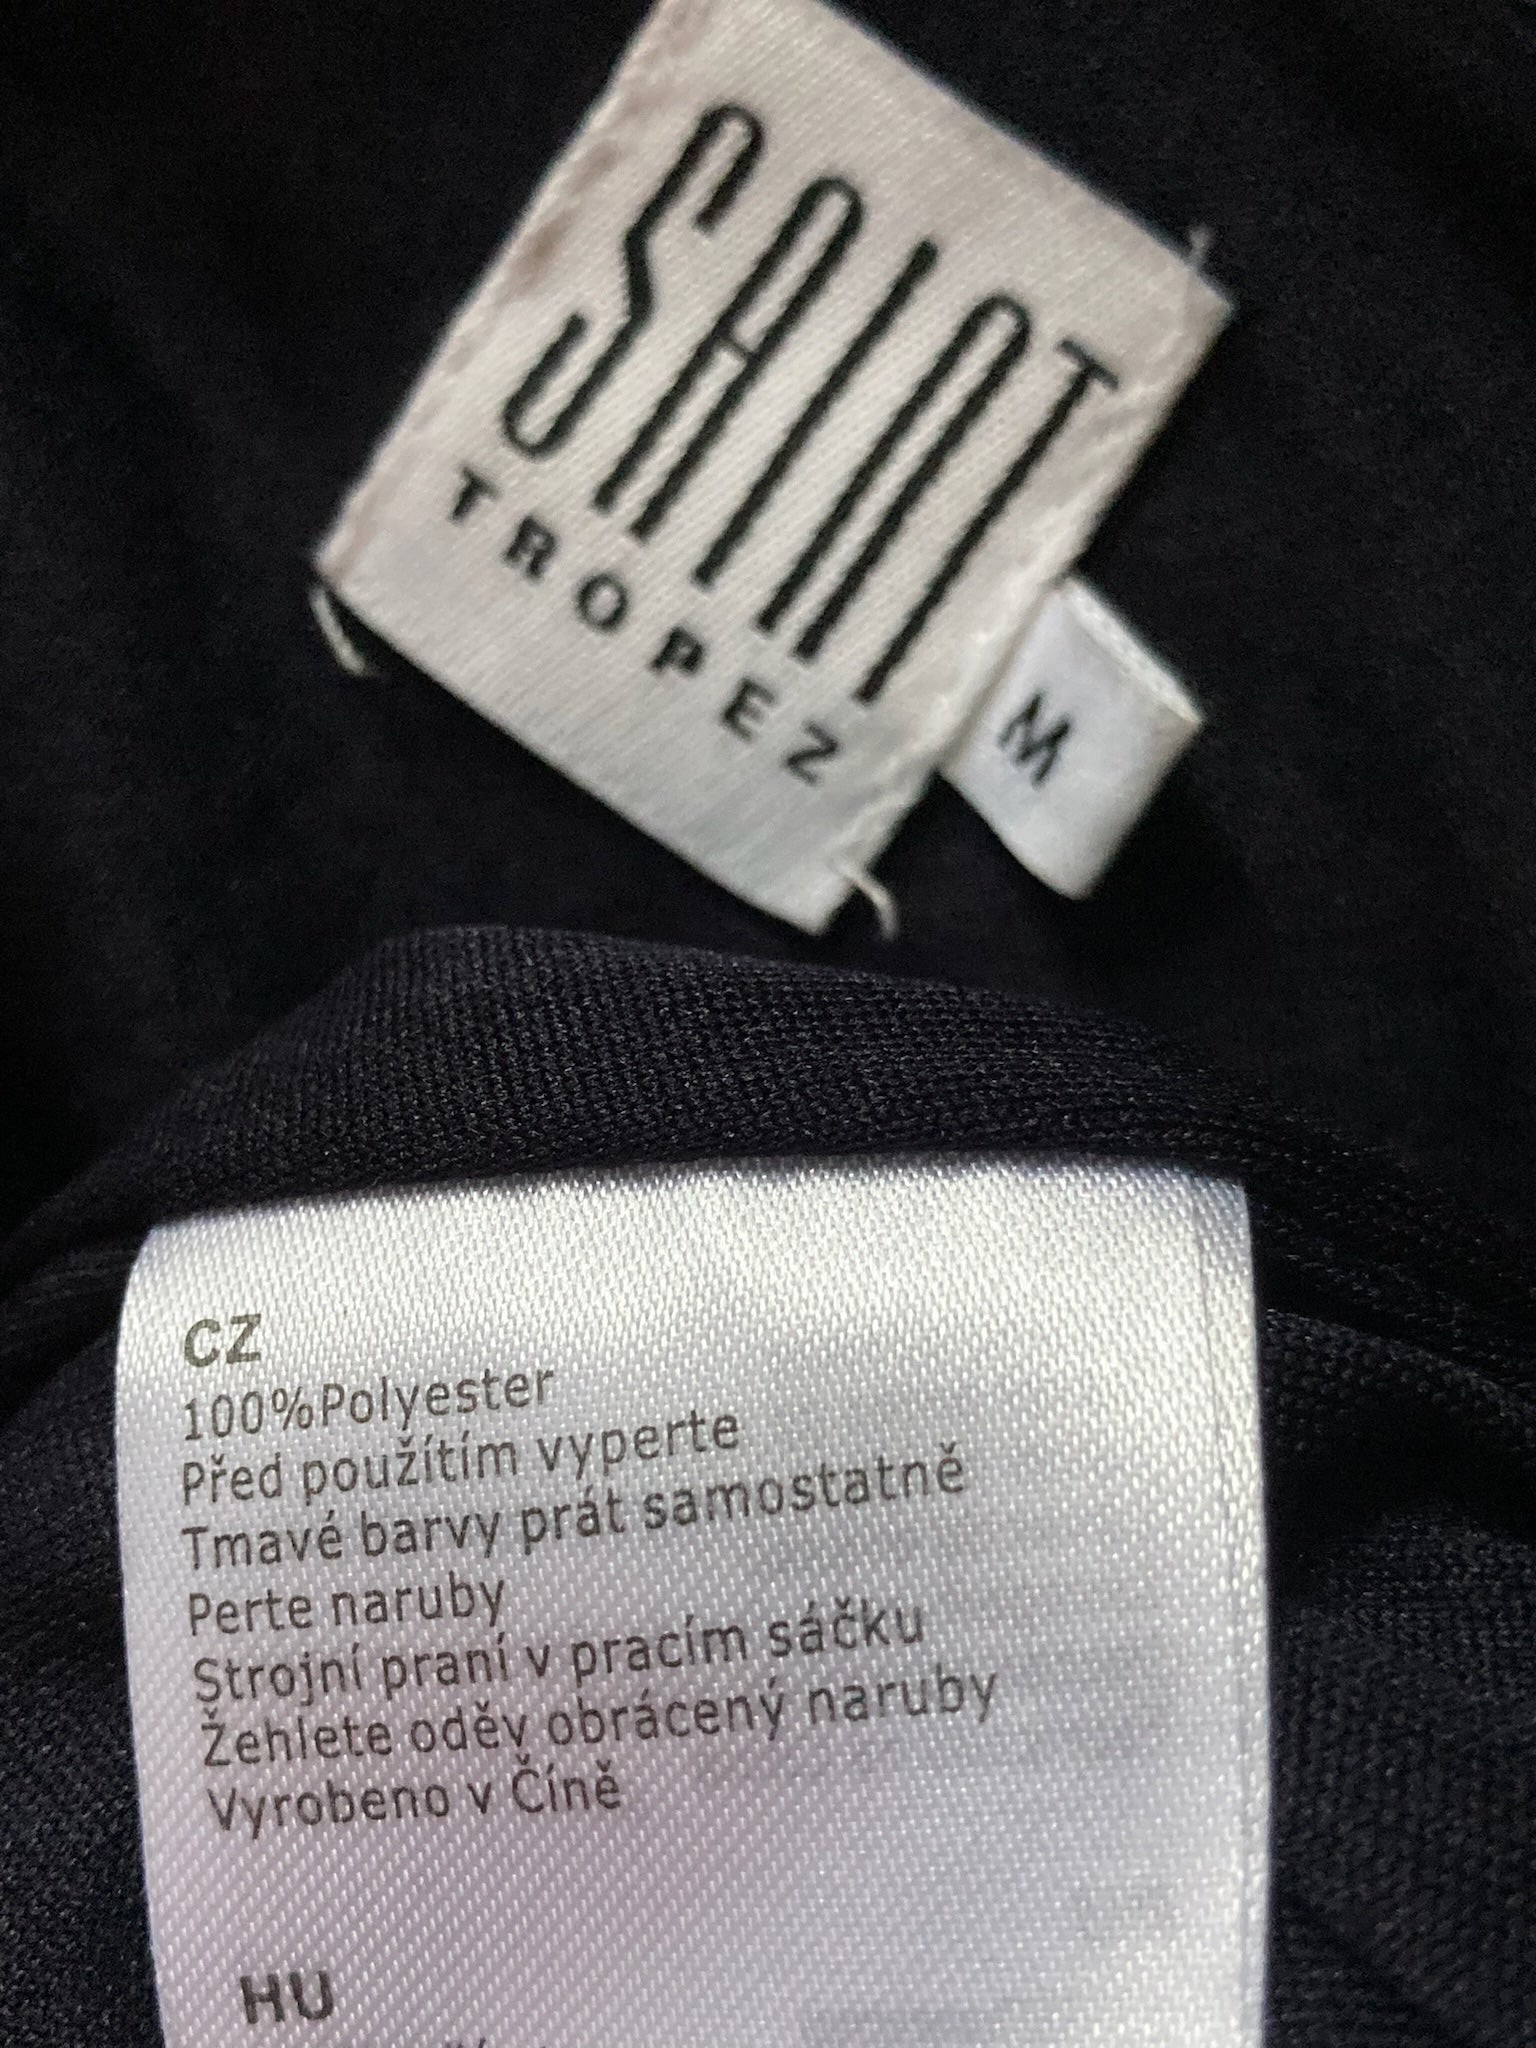 SAINT
TROPEZ
M
CZ
100%Polyester
Před použítím vyperte
Tmavé barvy prát samostatně
Perte naruby
Strojní praní v pracím sáčku
Žehlete oděv obrácený naruby
Vyrobeno v Číně
HU